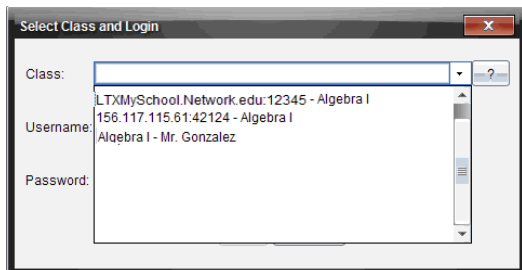 Select Class and Login
Class:
?
LTXMySchool.Network.edu:12345 - Algebra I
156.117.115.61:42124 - Algebra I
Algebra I - Mr. Gonzalez
Username:
Password: